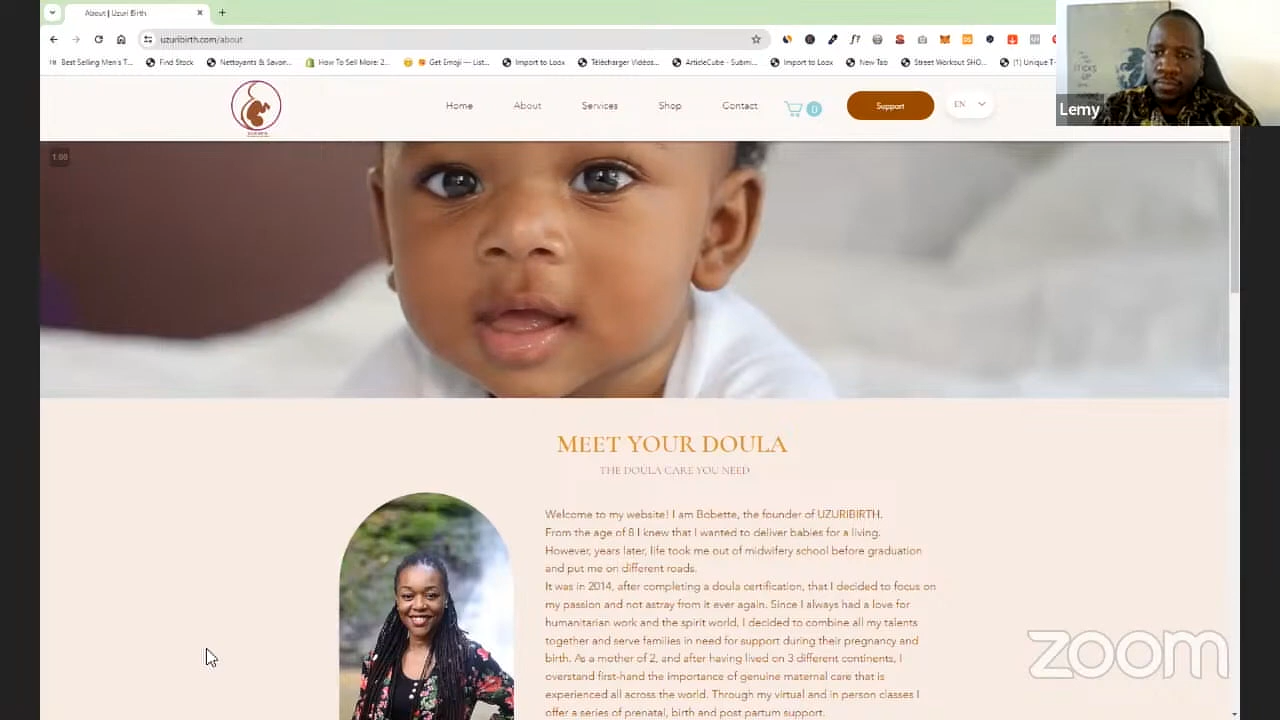 About | Uzuri Birth
uzuribirth.com/about
Best Selling Men's T... Find Stock Nettoyants & Savon... How To Sell More: 2... Get Emoji — List... Import to Loox Télécharger Vidéos... ArticleCube - Submi... Import to Loox New Tab Street Workout SHO... (1) Unique T
Home About Services Shop Contact 0 Support EN
Lemy
1.00
MEET YOUR DOULA
THE DOULA CARE YOU NEED
Welcome to my website! I am Bobette, the founder of UZURIBIRTH.
From the age of 8 I knew that I wanted to deliver babies for a living.
However, years later, life took me out of midwifery school before graduation
and put me on different roads.
It was in 2014, after completing a doula certification, that I decided to focus on
my passion and not astray from it ever again. Since I always had a love for
humanitarian work and the spirit world, I decided to combine all my talents
together and serve families in need for support during their pregnancy and
birth. As a mother of 2, and after having lived on 3 different continents, I
overstand first-hand the importance of genuine maternal care that is
experienced all across the world. Through my virtual and in person classes I
offer a series of prenatal, birth and post partum support.
zoom